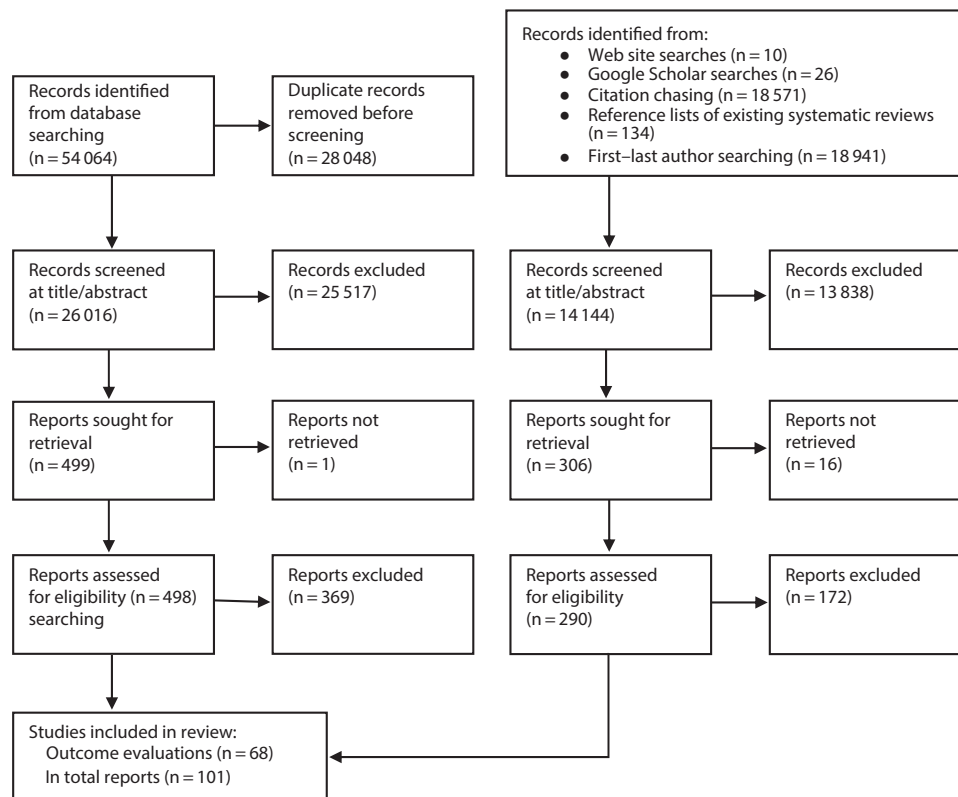 Records identified
from database
searching
(n = 54 064)
Duplicate records
removed before
screening
(n = 28 048)
Records identified from:
● Web site searches (n = 10)
● Google Scholar searches (n = 26)
● Citation chasing (n = 18 571)
● Reference lists of existing systematic reviews
(n = 134)
● First–last author searching (n = 18 941)
Records screened
at title/abstract
(n = 26 016)
Records excluded
(n = 25 517)
Records screened
at title/abstract
(n = 14 144)
Records excluded
(n = 13 838)
Reports sought for
retrieval
(n = 499)
Reports not
retrieved
(n = 1)
Reports sought for
retrieval
(n = 306)
Reports not
retrieved
(n = 16)
Reports assessed
for eligibility (n = 498)
searching
Reports excluded
(n = 369)
Reports assessed
for eligibility
(n = 290)
Reports excluded
(n = 172)
Studies included in review:
Outcome evaluations (n = 68)
In total reports (n = 101)